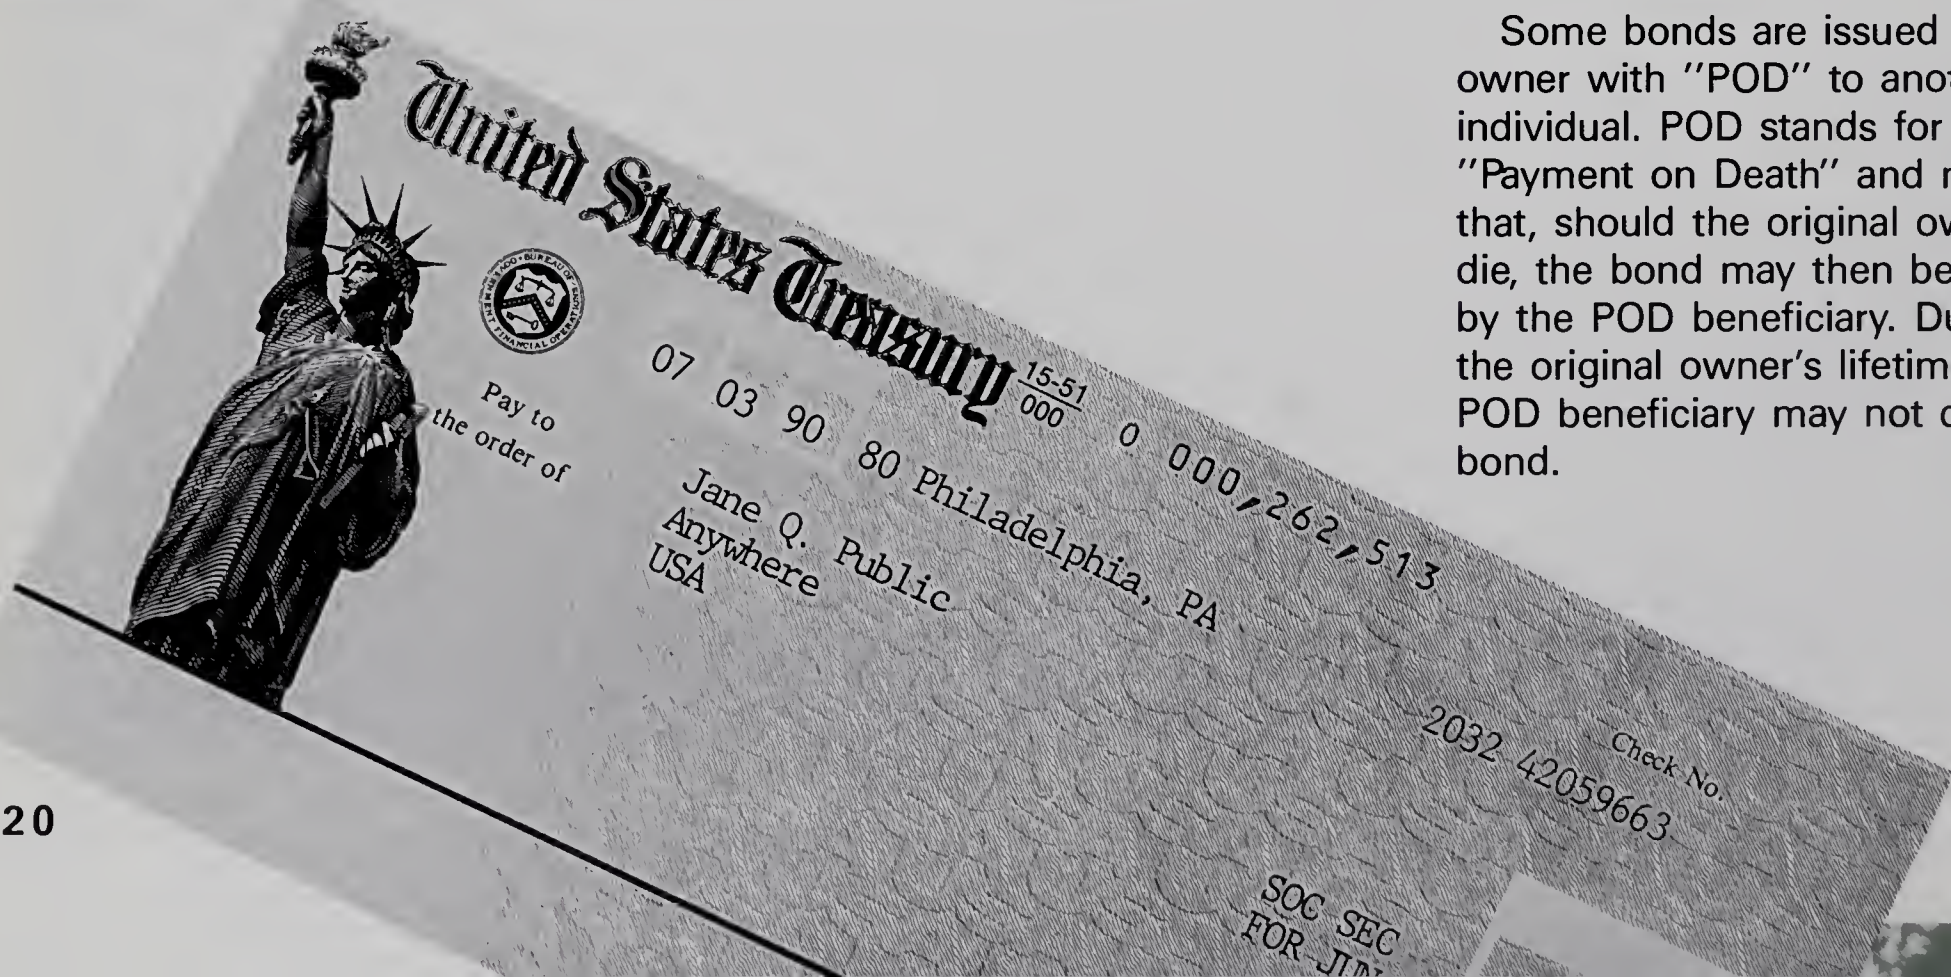 United States Treasury 15-51
000
07 03 90 80 Philadelphia, PA 0 000,262,513
Pay to
the order of
Jane Q. Public
Anywhere
USA
Check No.
2032 42059663
SOC SEC
FOR JUN
20
Some bonds are issued
owner with "POD" to
individual. POD stands for
"Payment on Death" and
that, should the original
die, the bond may then be
by the POD beneficiary.
the original owner's
POD beneficiary may not
bond.